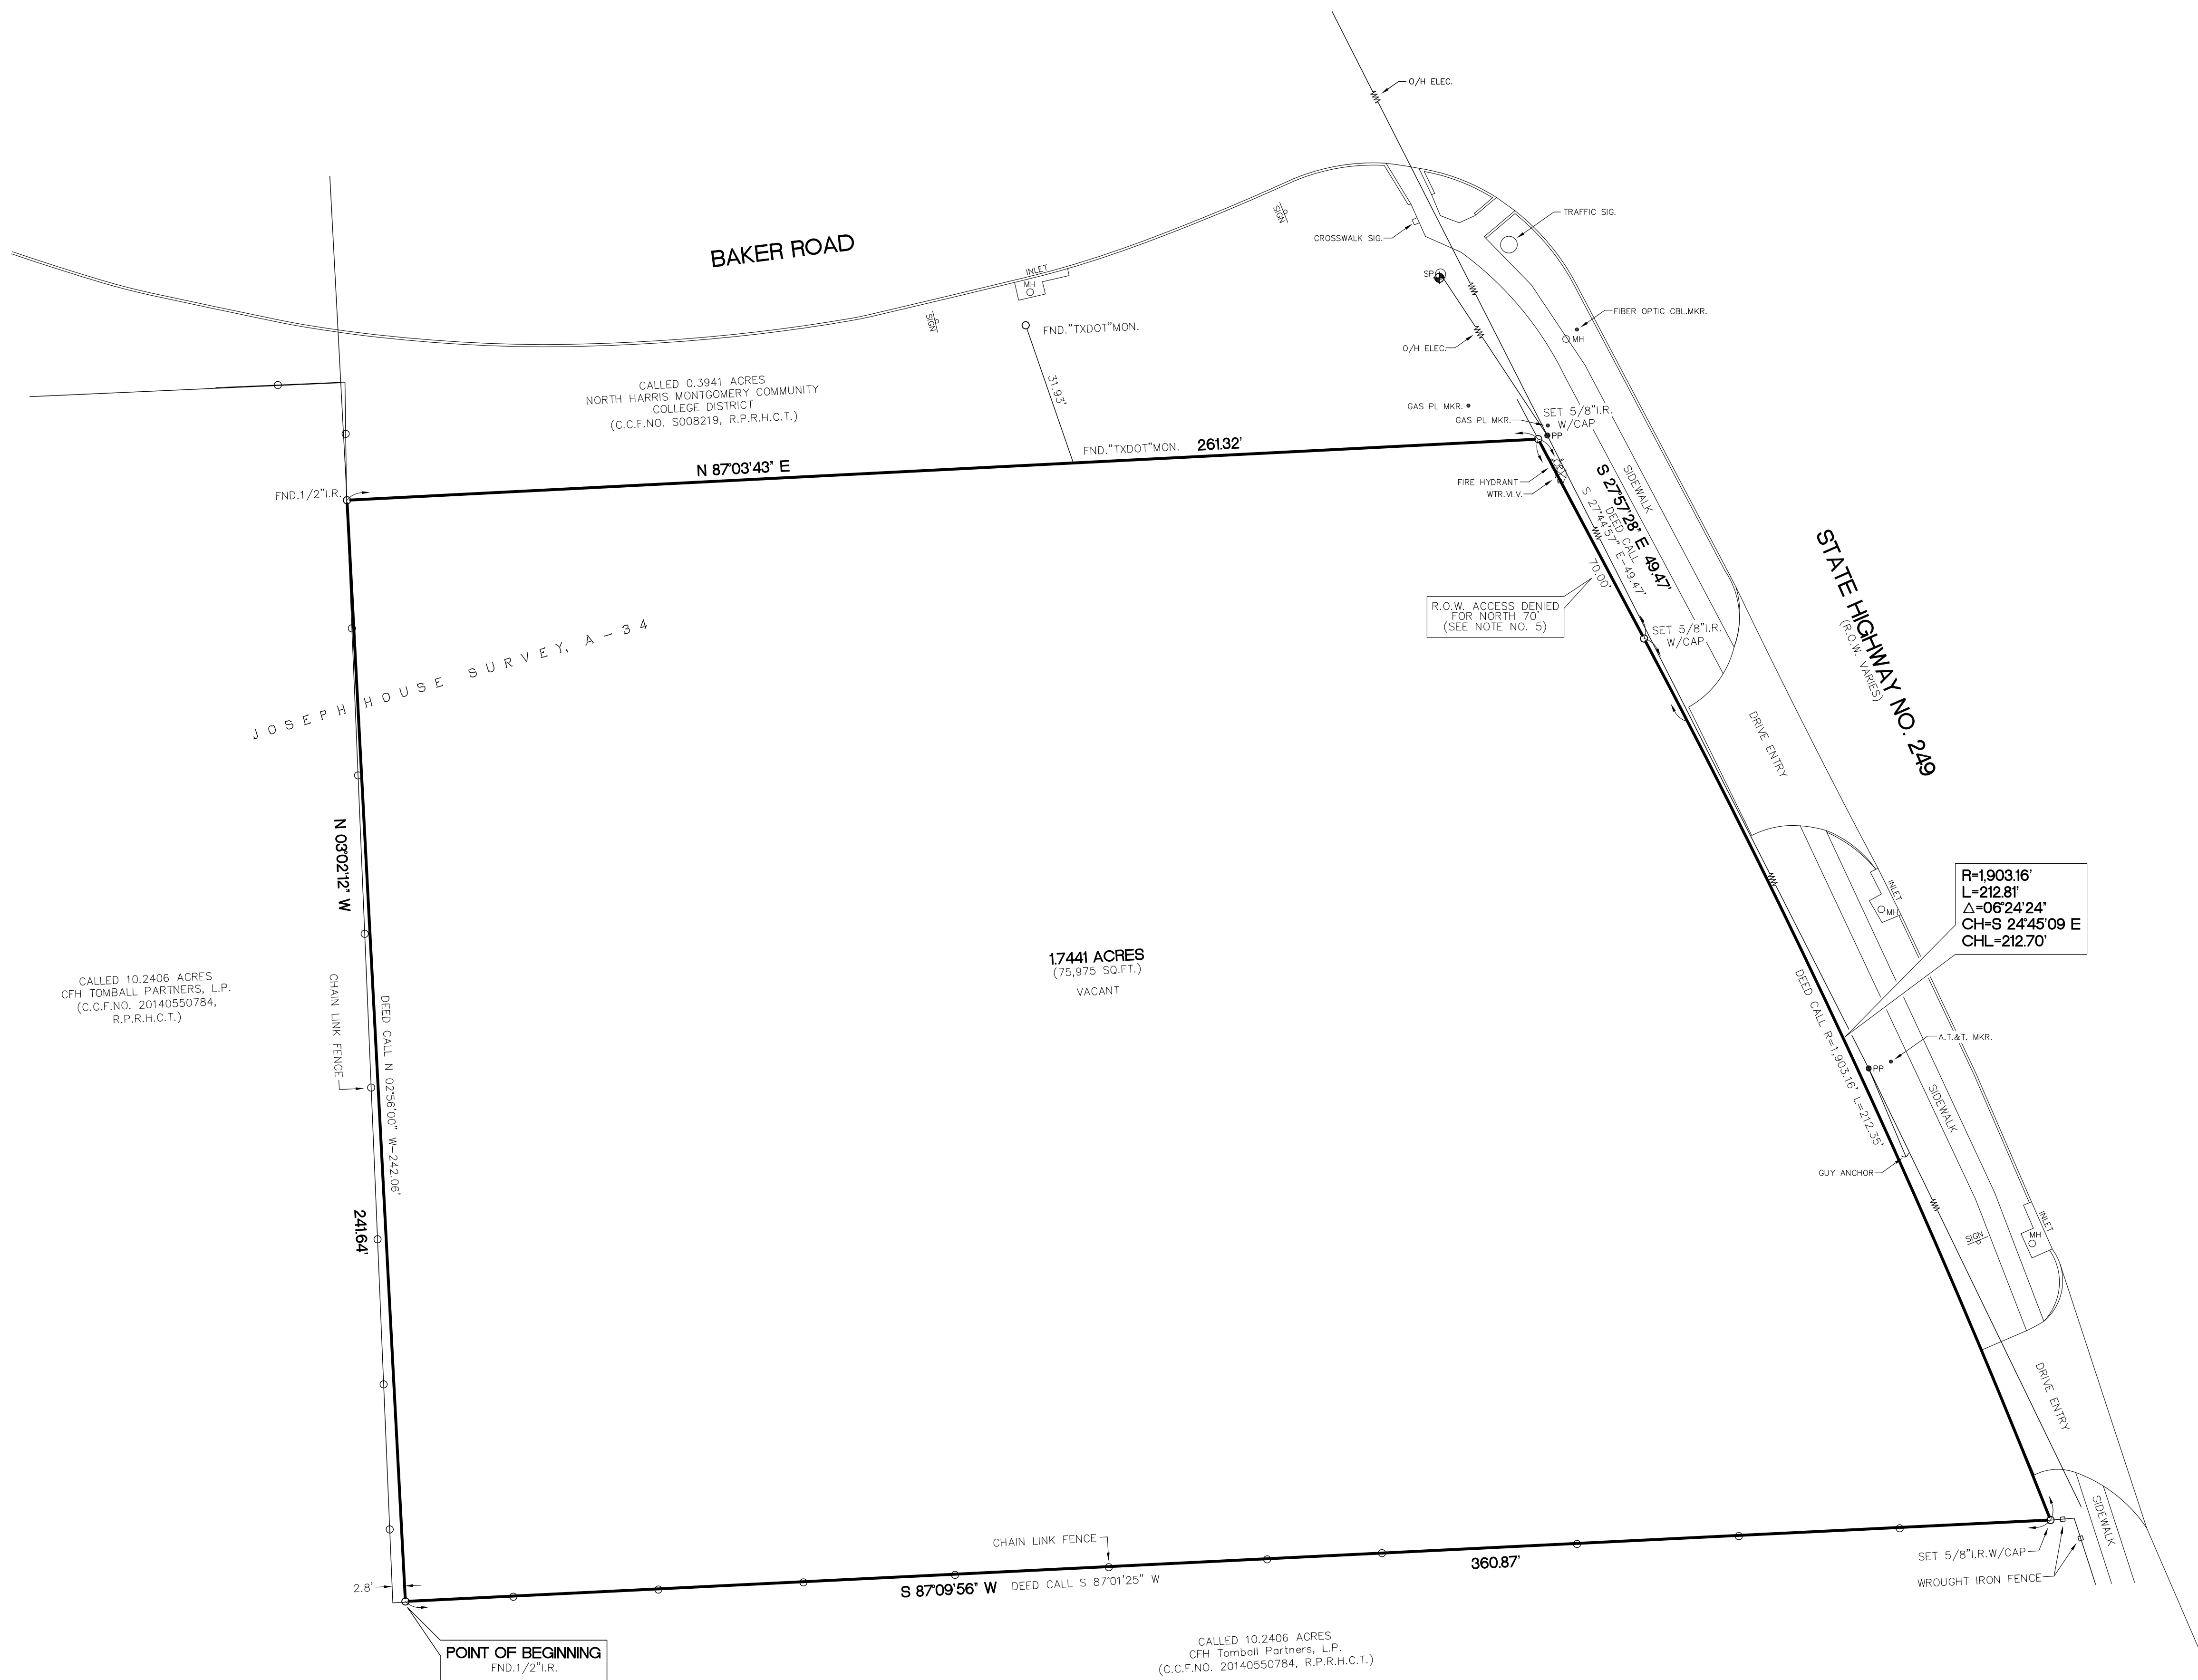 O/H ELEC.
BAKER ROAD
SIGN
TRAFFIC SIG.
CROSSWALK SIG.
INLET
MH
SP
SIGN
FND."TXDOT"MON.
FIBER OPTIC CBL.MKR.
MH
O/H ELEC.
31.93'
CALLED 0.3941 ACRES
NORTH HARRIS MONTGOMERY COMMUNITY
COLLEGE DISTRICT
(C.C.F.NO. S008219, R.P.R.H.C.T.)
GAS PL MKR.
GAS PL MKR.
SET 5/8"I.R.
W/CAP
PP
FND."TXDOT"MON.
261.32'
N 87°03'43" E
FND.1/2"I.R.
FIRE HYDRANT
WTR.VLV.
SIDEWALK
S 27°57'28" E 49.47'
DEED CALL
S 27°44'57" E-49.47'
70.00'
R.O.W. ACCESS DENIED
FOR NORTH 70'
(SEE NOTE NO. 5)
SET 5/8"I.R.
W/CAP
STATE HIGHWAY NO. 249
(R.O.W. VARIES)
JOSEPH HOUSE SURVEY, A-34
DRIVE ENTRY
N 03°02'12" W
INLET
MH
R=1,903.16'
L=212.81'
△=06°24'24"
CH=S 24°45'09 E
CHL=212.70'
1.7441 ACRES
(75,975 SQ.FT.)
VACANT
CALLED 10.2406 ACRES
CFH TOMBALL PARTNERS, L.P.
(C.C.F.NO. 20140550784,
R.P.R.H.C.T.)
CHAIN LINK FENCE
DEED CALL N 02°56'00" W-242.06'
DEED CALL R=1,903.16' L=212.35'
A.T.&T. MKR.
PP
SIDEWALK
GUY ANCHOR
241.64'
SIGN
INLET
MH
DRIVE ENTRY
SIDEWALK
CHAIN LINK FENCE
360.87'
SET 5/8"I.R.W/CAP
WROUGHT IRON FENCE
2.8'
S 87°09'56" W
DEED CALL S 87°01'25" W
POINT OF BEGINNING
FND.1/2"I.R.
CALLED 10.2406 ACRES
CFH Tomball Partners, L.P.
(C.C.F.NO. 20140550784, R.P.R.H.C.T.)